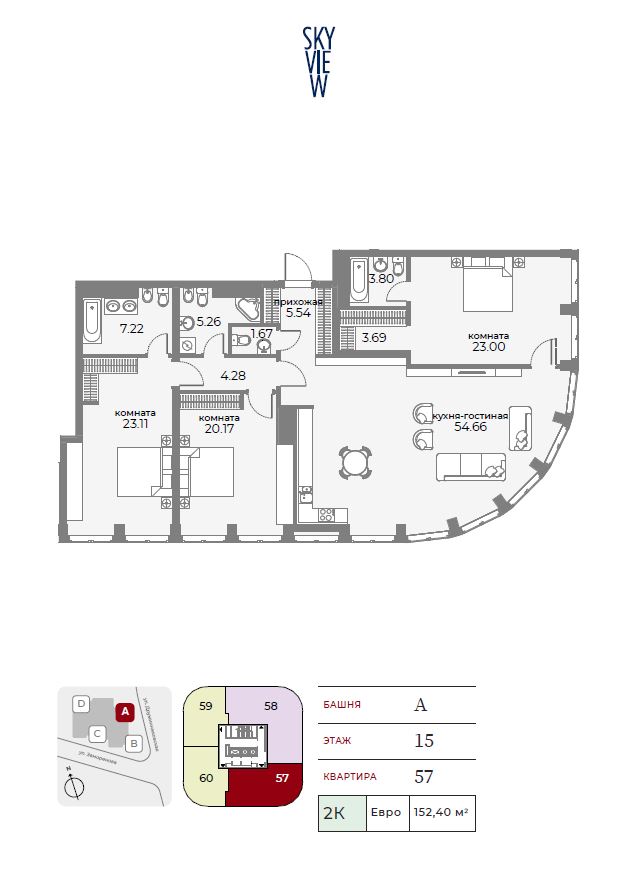 SKY
VIE
W
3.80
прихожая
5.54
7.22
5.26
1.67
3.69
комната
23.00
4.28
комната
23.11
комната
20.17
кухня-гостиная
54.66
D
A
C
B
ул. Дружинниковская
ул. Заморенова
N
59
58
60
57
БАШНЯ A
ЭТАЖ 15
КВАРТИРА 57
2К Евро 152,40 м²